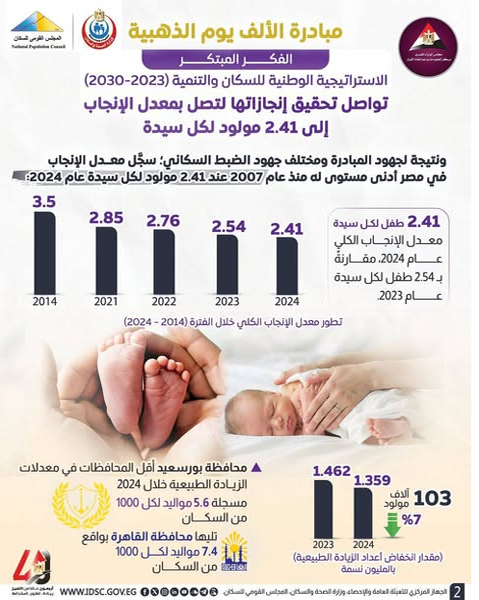 المجلس القومي للسكان
National Population Council
مبادرة الألف يوم الذهبية
الفكر المبتكر
الاستراتيجية الوطنية للسكان والتنمية (2023-2030)
تواصل تحقيق إنجازاتها لتصل بمعدل الإنجاب
إلى 2.41 مولود لكل سيدة
ونتيجة لجهود المبادرة ومختلف جهود الضبط السكاني؛ سجَّل معدل الإنجاب
في مصر أدنى مستوى له منذ عام 2007 عند 2.41 مولود لكل سيدة عام 2024:
3.5
2.85
2.76
2.54
2.41
2014
2021
2022
2023
2024
2.41 طفل لكل سيدة
معدل الإنجاب الكلي
عام 2024، مقارنةً
بـ 2.54 طفل لكل سيدة
عام 2023.
تطور معدل الإنجاب الكلي خلال الفترة (2014 - 2024)
محافظة بورسعيد أقل المحافظات في معدلات
الزيادة الطبيعية خلال 2024
مسجلة 5.6 مواليد لكل 1000
من السكان
تليها محافظة القاهرة بواقع
7.4 مواليد لكل 1000
من السكان
1.462
1.359
2023
2024
103 آلاف
مولود
%7
(مقدار انخفاض أعداد الزيادة الطبيعية)
بالمليون نسمة
WWW.IDSC.GOV.EG
الجهاز المركزي للتعبئة العامة والإحصاء، وزارة الصحة والسكان، المجلس القومي للسكان.
2